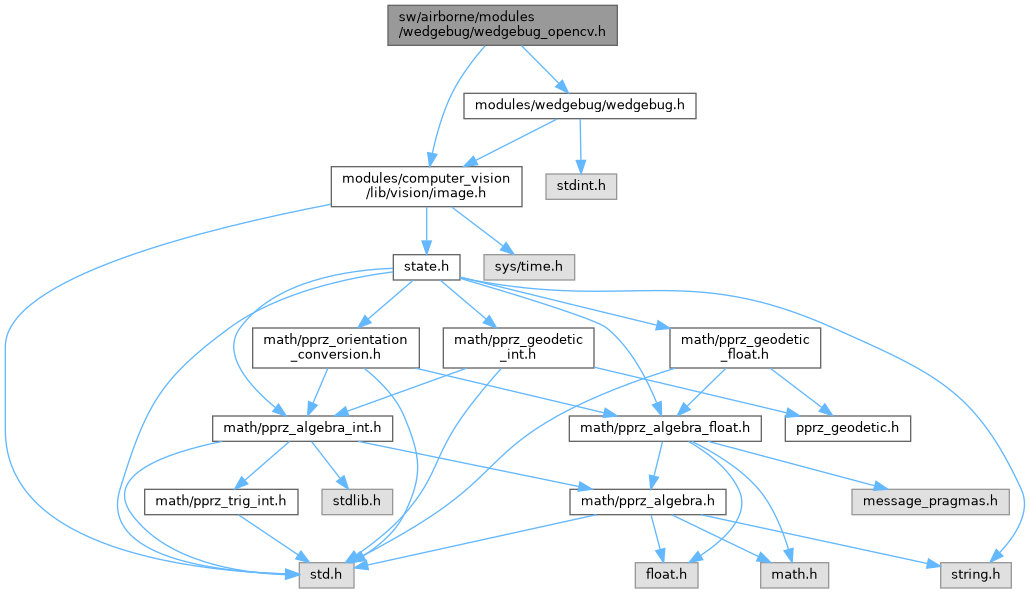 sw/airborne/modules
/wedgebug/wedgebug_opencv.h
modules/wedgebug/wedgebug.h
modules/computer_vision
/lib/vision/image.h
stdint.h
state.h
sys/time.h
math/pprz_orientation
_conversion.h
math/pprz_geodetic
_int.h
math/pprz_geodetic
_float.h
math/pprz_algebra_int.h
math/pprz_algebra_float.h
pprz_geodetic.h
math/pprz_trig_int.h
stdlib.h
math/pprz_algebra.h
message_pragmas.h
std.h
float.h
math.h
string.h